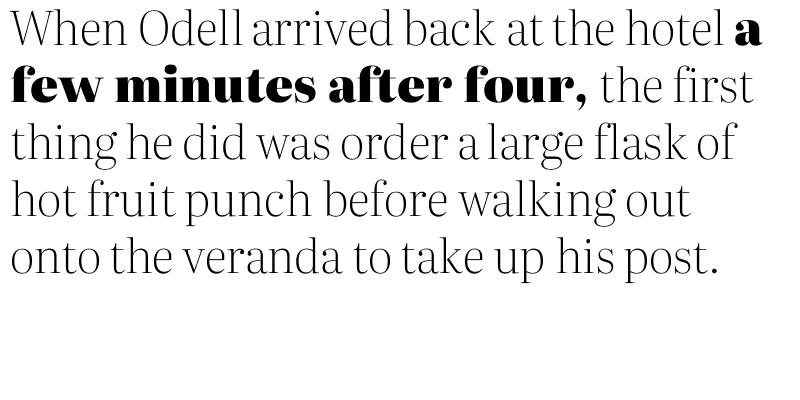 When Odell arrived back at the hotel a
few minutes after four, the first
thing he did was order a large flask of
hot fruit punch before walking out
onto the veranda to take up his post.